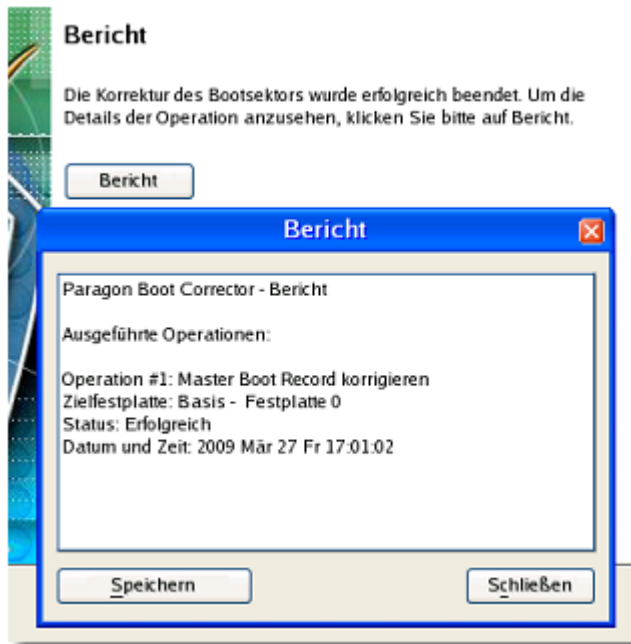 Bericht
Die Korrektur des Bootsektors wurde erfolgreich beendet. Um die
Details der Operation anzusehen, klicken Sie bitte auf Bericht.
Bericht
Bericht
Paragon Boot Corrector - Bericht
Ausgeführte Operationen:
Operation #1: Master Boot Record korrigieren
Zielfestplatte: Basis - Festplatte 0
Status: Erfolgreich
Datum und Zeit: 2009 Mär 27 Fr 17:01:02
Speichern
Schließen